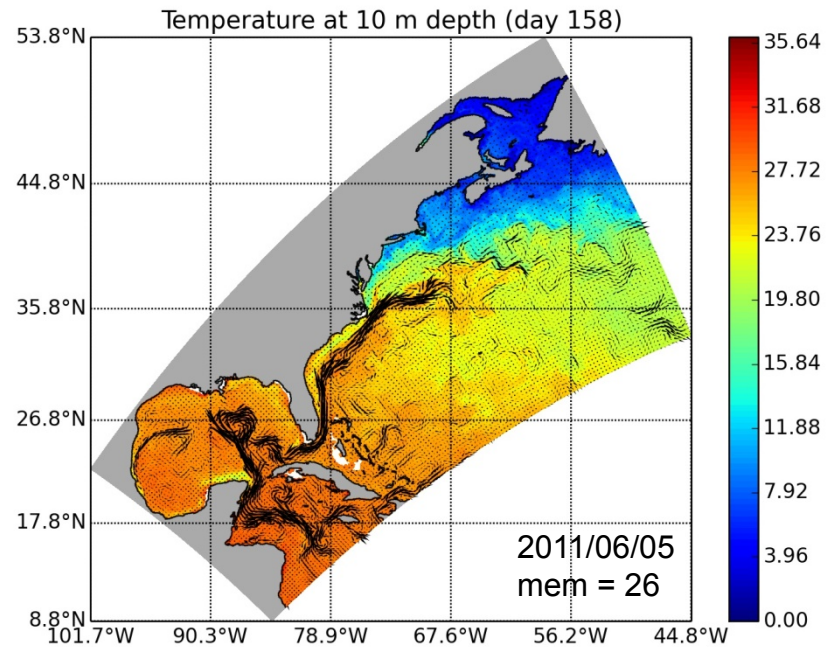 Temperature at 10 m depth (day 158)
53.8°N
44.8°N
35.8°N
26.8°N
17.8°N
8.8°N
101.7°W 90.3°W 78.9°W 67.6°W 56.2°W 44.8°W
2011/06/05
mem = 26
35.64
31.68
27.72
23.76
19.80
15.84
11.88
7.92
3.96
0.00